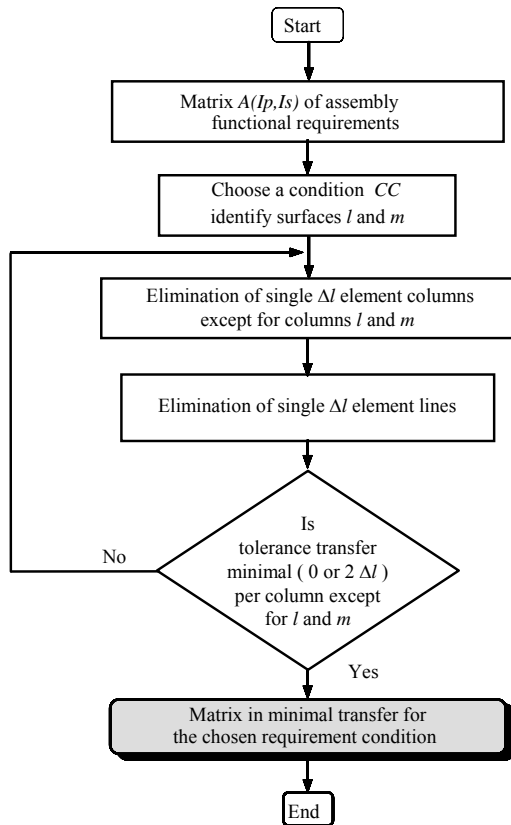 Start
Matrix A(Ip,Is) of assembly
functional requirements
Choose a condition CC
identify surfaces l and m
Elimination of single Δl element columns
except for columns l and m
Elimination of single Δl element lines
Is
tolerance transfer
minimal ( 0 or 2 Δl )
per column except
for l and m
No
Yes
Matrix in minimal transfer for
the chosen requirement condition
End